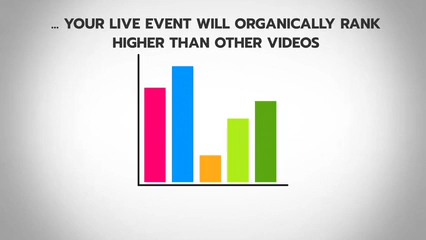 ... YOUR LIVE EVENT WILL ORGANICALLY RANK
HIGHER THAN OTHER VIDEOS